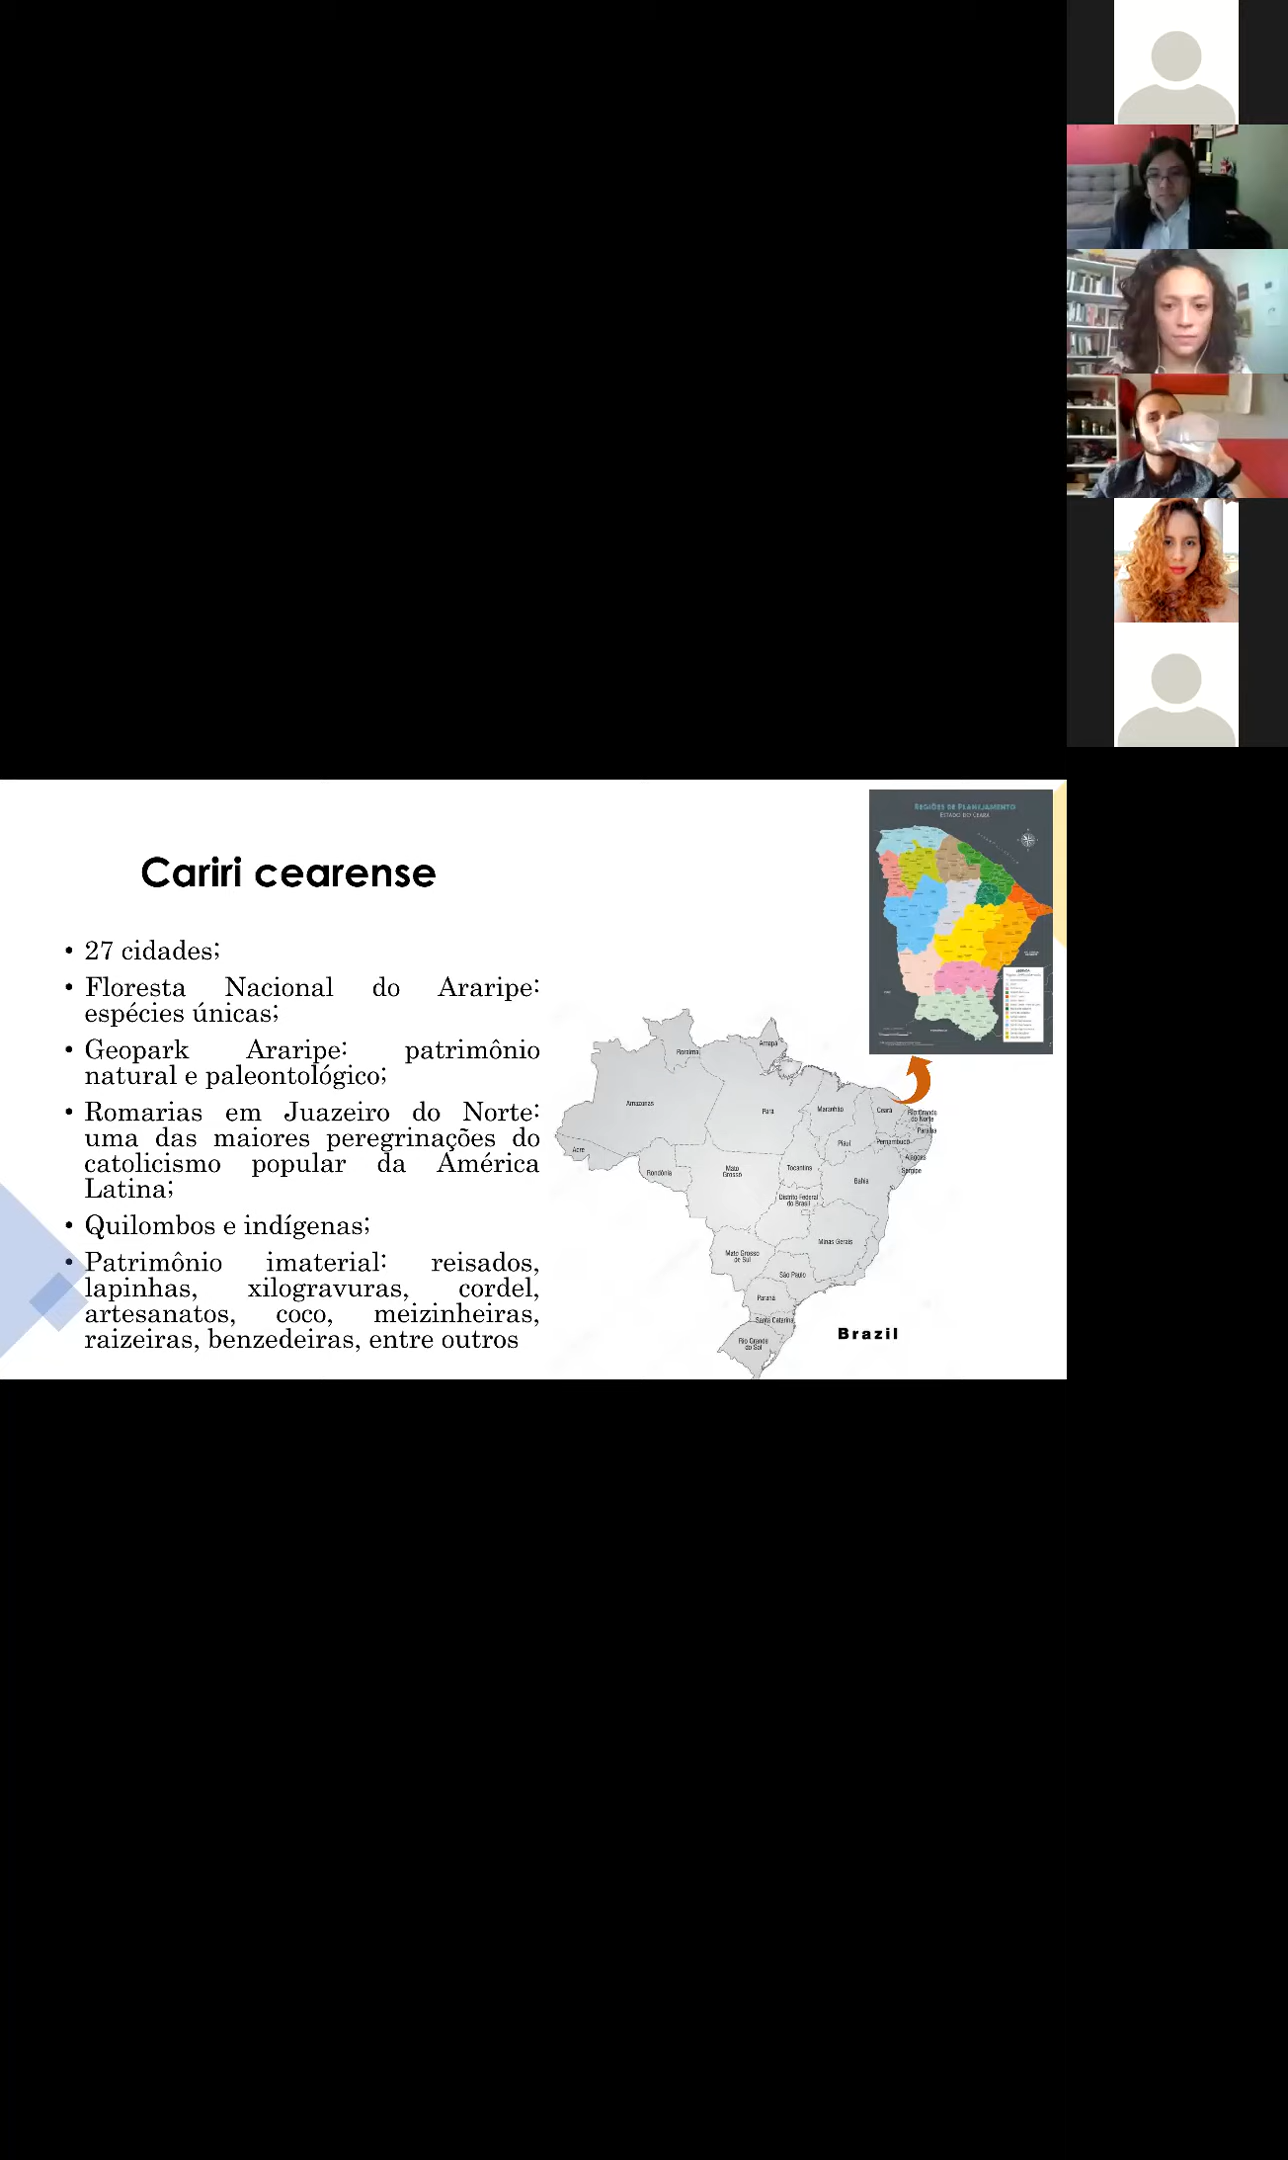 Cariri cearense
• 27 cidades;
• Floresta Nacional do Araripe:
espécies únicas;
• Geopark Araripe: patrimônio
natural e paleontológico;
• Romarias em Juazeiro do Norte:
uma das maiores peregrinações do
catolicismo popular da América
Latina;
• Quilombos e indígenas;
• Patrimônio imaterial: reisados,
lapinhas, xilogravuras, cordel,
artesanatos, coco, meizinheiras,
raizeiras, benzedeiras, entre outros
REGIÕES DE PLANEJAMENTO
ESTADO DO CEARÁ
Roraima
Amapá
Amazonas
Pará
Maranhão
Ceará
Rio Grande
do Norte
Paraíba
Piauí
Pernambuco
Acre
Alagoas
Sergipe
Rondônia
Mato
Grosso
Tocantins
Bahia
Distrito Federal
do Brasil
Minas Gerais
Mato Grosso
de Sul
São Paulo
Paraná
Santa Catarina
Rio Grande
do Sul
Brazil